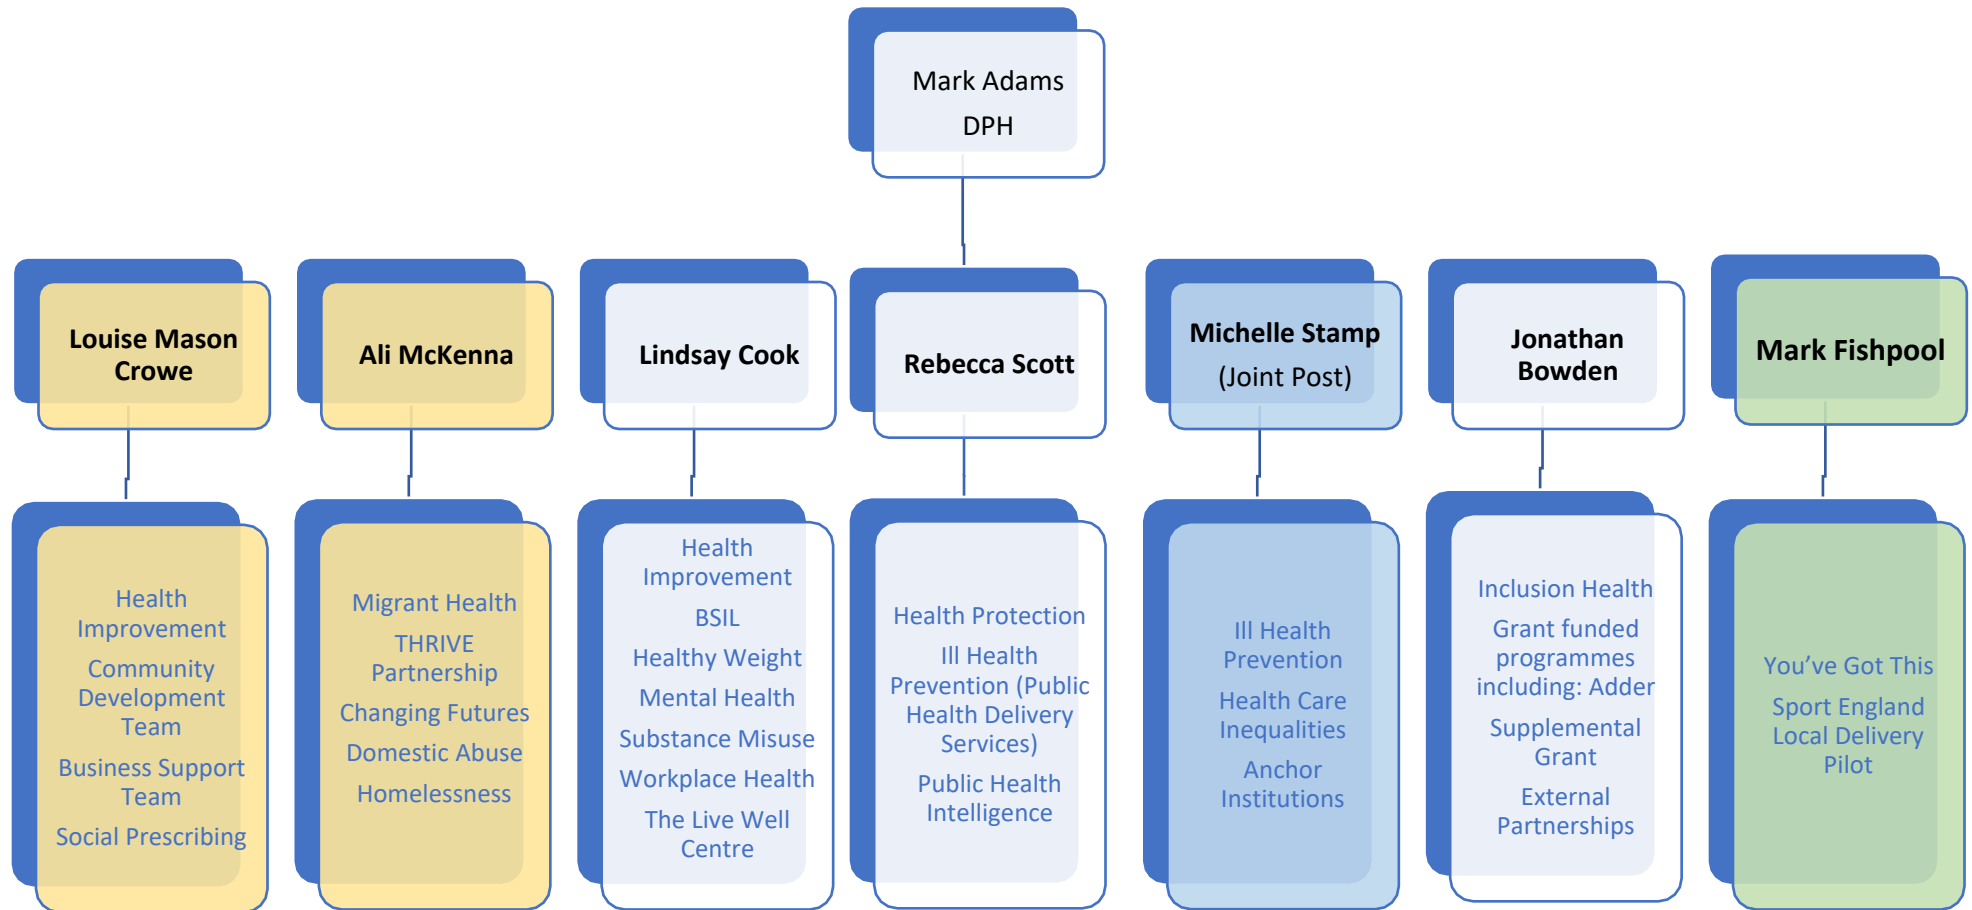 Mark Adams
DPH
Louise Mason
Crowe
Ali McKenna
Lindsay Cook
Rebecca Scott
Michelle Stamp
(Joint Post)
Jonathan
Bowden
Mark Fishpool
Health
Improvement
Community
Development
Team
Business Support
Team
Social Prescribing
Migrant Health
THRIVE
Partnership
Changing Futures
Domestic Abuse
Homelessness
Health
Improvement
BSIL
Healthy Weight
Mental Health
Substance Misuse
Workplace Health
The Live Well
Centre
Health Protection
Ill Health
Prevention (Public
Health Delivery
Services)
Public Health
Intelligence
Ill Health
Prevention
Health Care
Inequalities
Anchor
Institutions
Inclusion Health
Grant funded
programmes
including: Adder
Supplemental
Grant
External
Partnerships
You’ve Got This
Sport England
Local Delivery
Pilot